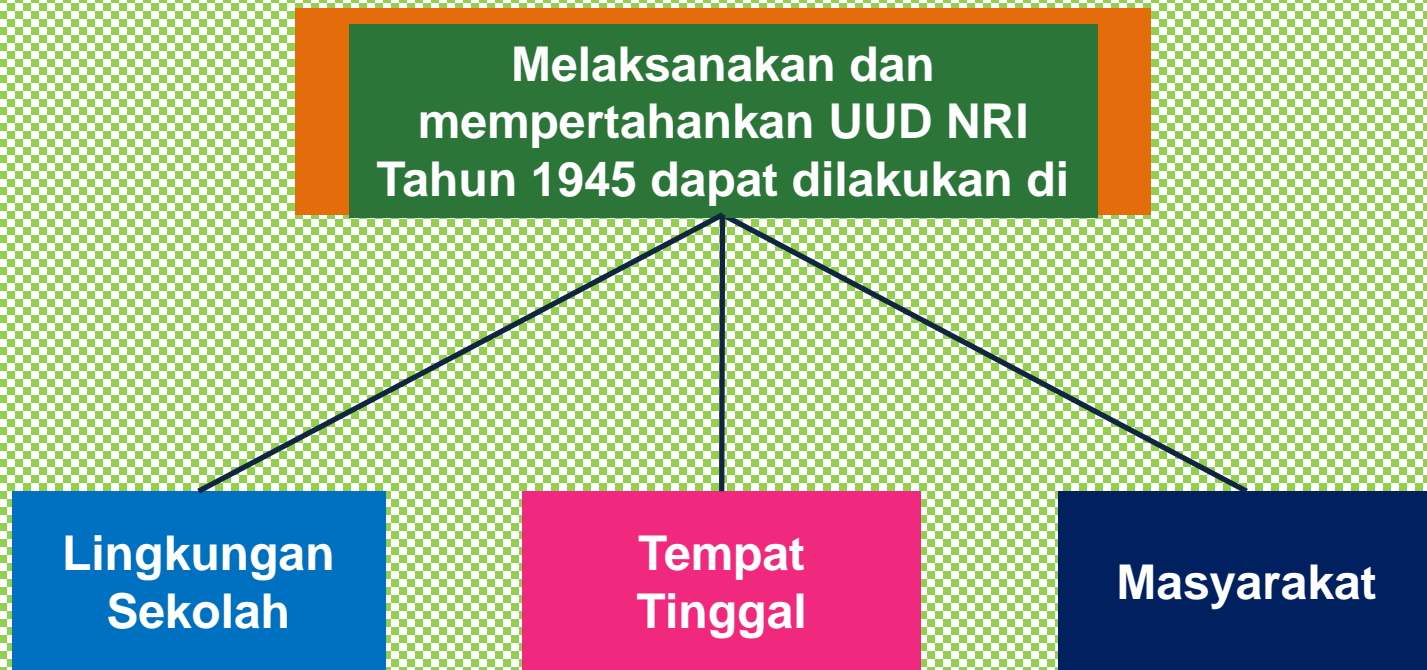 Melaksanakan dan
mempertahankan UUD NRI
Tahun 1945 dapat dilakukan di
Lingkungan
Sekolah
Tempat
Tinggal
Masyarakat